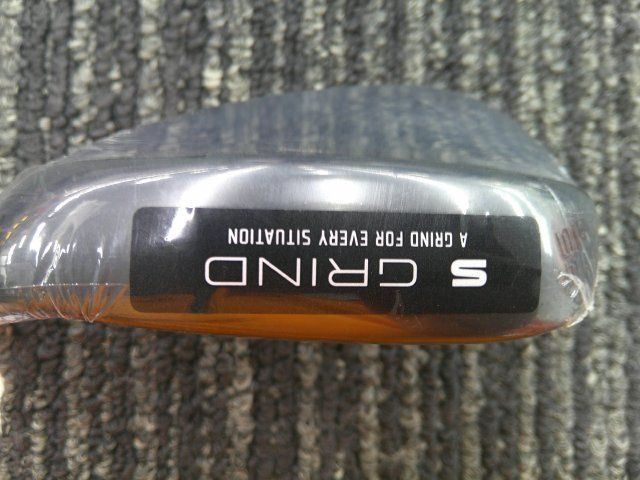 S GRIND
A GRIND FOR EVERY SITUATION